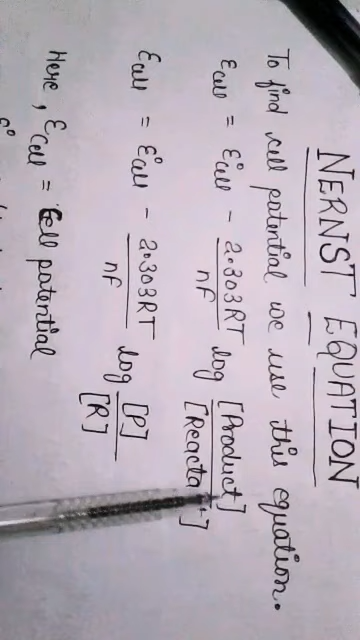 NERNST EQUATION
To find cell potential we use this equation.
Ecell = E°cell - 2.303RT/nF log [Product]/[Reacta
Ecell = E°cell - 2.303RT/nF log [P]/[R]
Here, Ecell = Cell potential
E°